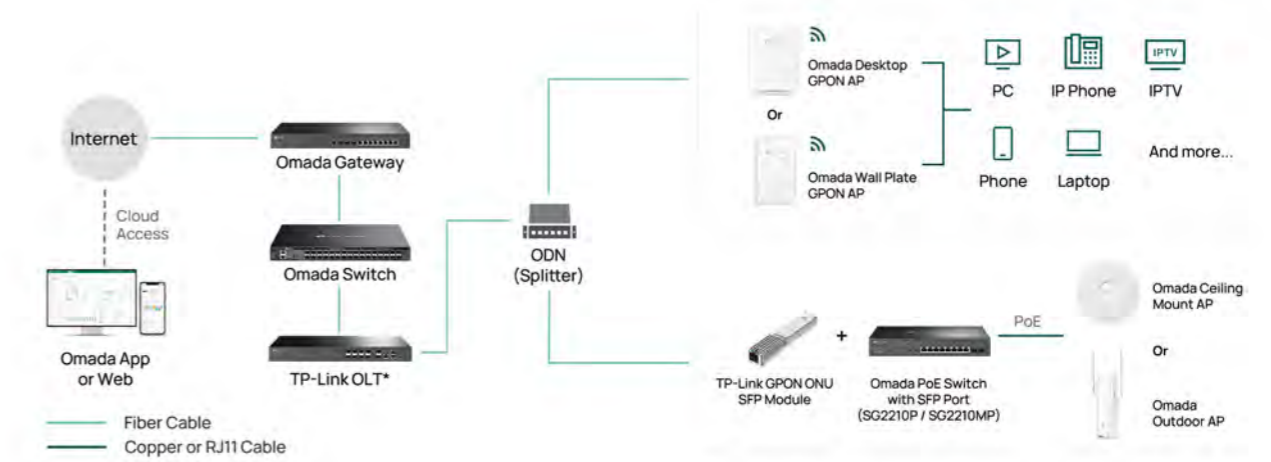 Internet
Cloud
Access
Omada App
or Web
Omada Gateway
Omada Switch
TP-Link OLT*
Fiber Cable
Copper or RJ11 Cable
ODN
(Splitter)
Omada Desktop
GPON AP
Or
Omada Wall Plate
GPON AP
PC
IP Phone
IPTV
IPTV
Phone
Laptop
And more...
TP-Link GPON ONU
SFP Module
+
Omada PoE Switch
with SFP Port
(SG2210P / SG2210MP)
PoE
Omada Ceiling
Mount AP
Or
Omada
Outdoor AP